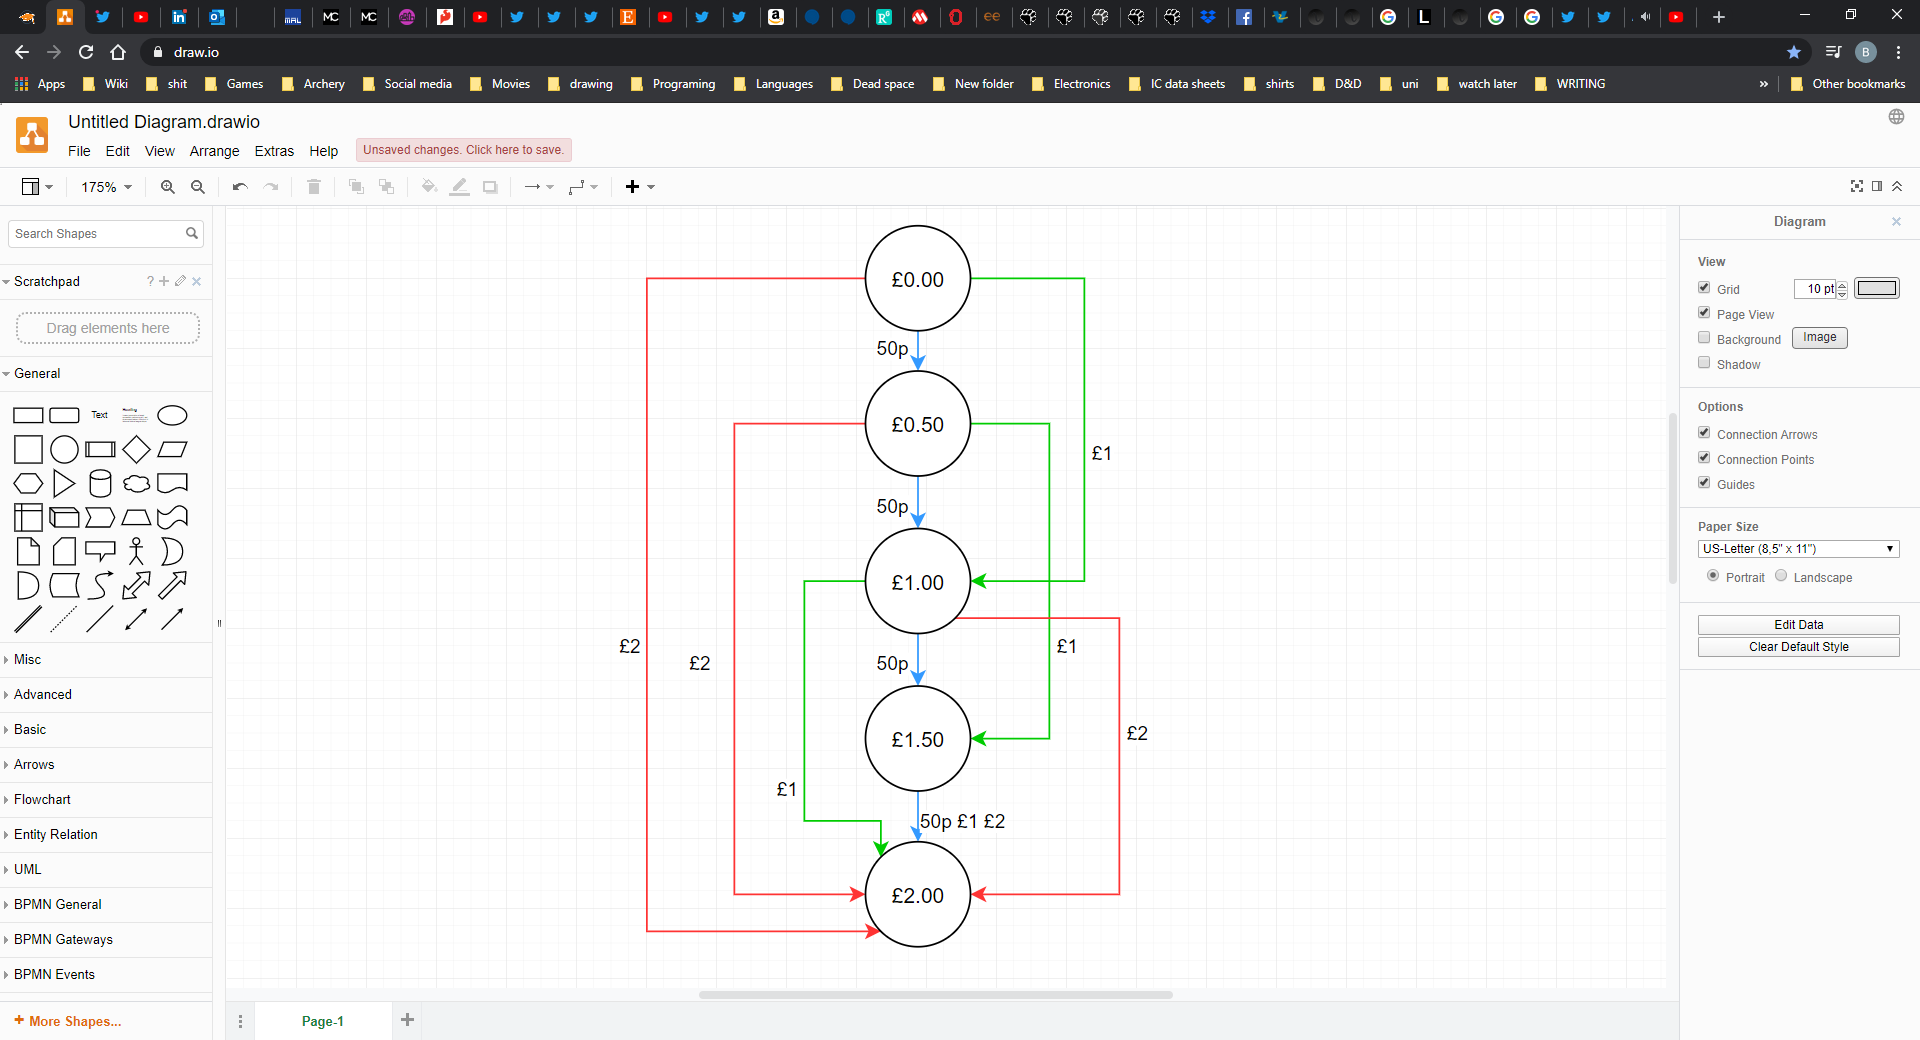 draw.io
B
Apps Wiki shit Games Archery Social media Movies drawing Programing Languages Dead space New folder Electronics IC data sheets shirts D&D uni watch later WRITING » Other bookmarks
Untitled Diagram.drawio
File Edit View Arrange Extras Help Unsaved changes. Click here to save.
175%
Search Shapes
Scratchpad ?
Drag elements here
General
Text
Misc
Advanced
Basic
Arrows
Flowchart
Entity Relation
UML
BPMN General
BPMN Gateways
BPMN Events
+ More Shapes...
£0.00
50p
£0.50
£1
50p
£1.00
£2
£2
50p
£1
£1.50
£2
£1
50p £1 £2
£2.00
Page-1
Diagram
View
Grid 10 pt
Page View
Background Image
Shadow
Options
Connection Arrows
Connection Points
Guides
Paper Size
US-Letter (8,5" x 11")
Portrait Landscape
Edit Data
Clear Default Style